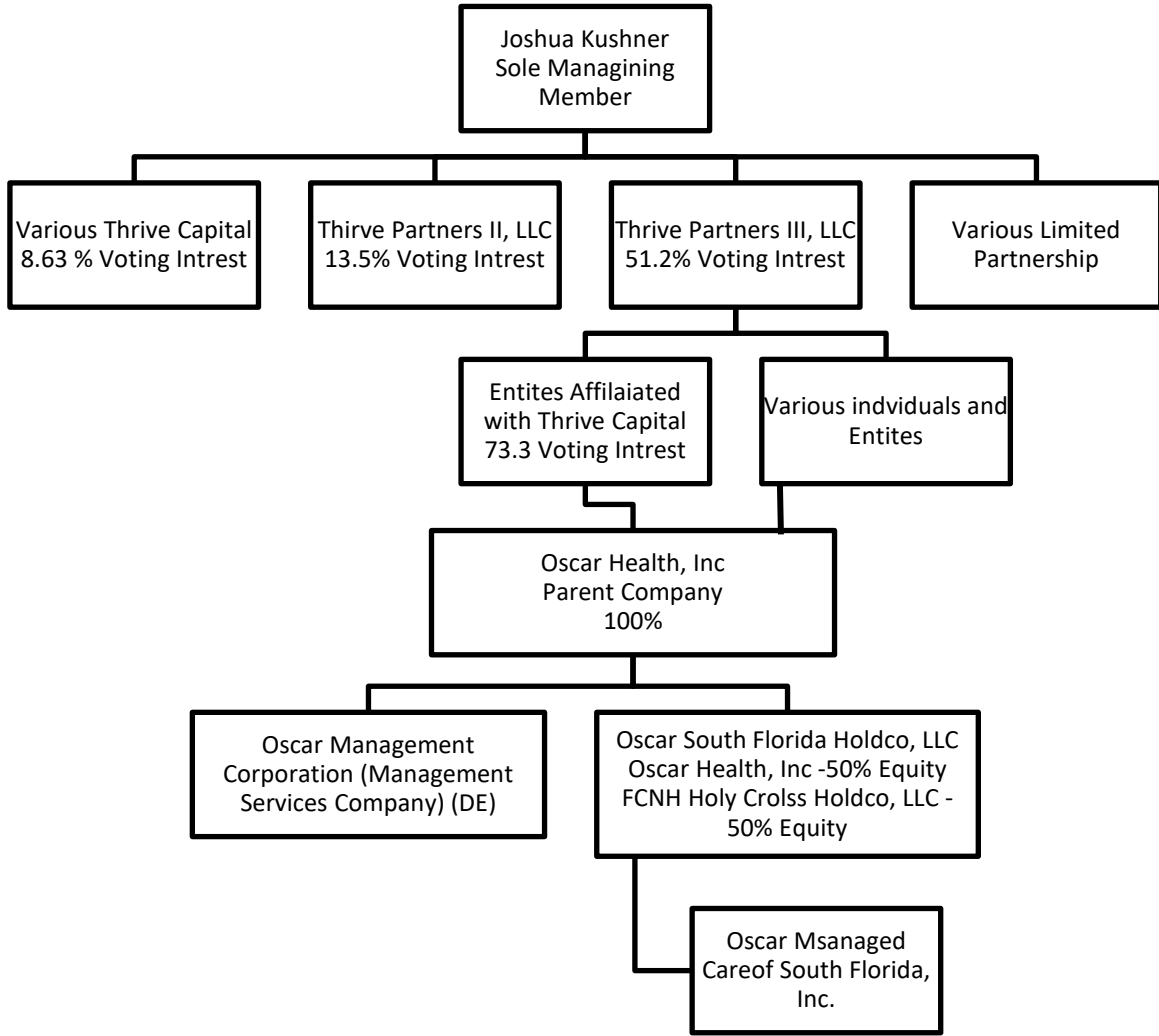 Joshua Kushner
Sole Managining
Member
Various Thrive Capital
8.63 % Voting Intrest
Thirve Partners II, LLC
13.5% Voting Intrest
Thrive Partners III, LLC
51.2% Voting Intrest
Various Limited
Partnership
Entites Affilaiated
with Thrive Capital
73.3 Voting Intrest
Various indviduals and
Entites
Oscar Health, Inc
Parent Company
100%
Oscar Management
Corporation (Management
Services Company) (DE)
Oscar South Florida Holdco, LLC
Oscar Health, Inc -50% Equity
FCNH Holy Crolss Holdco, LLC -
50% Equity
Oscar Msanaged
Careof South Florida,
Inc.